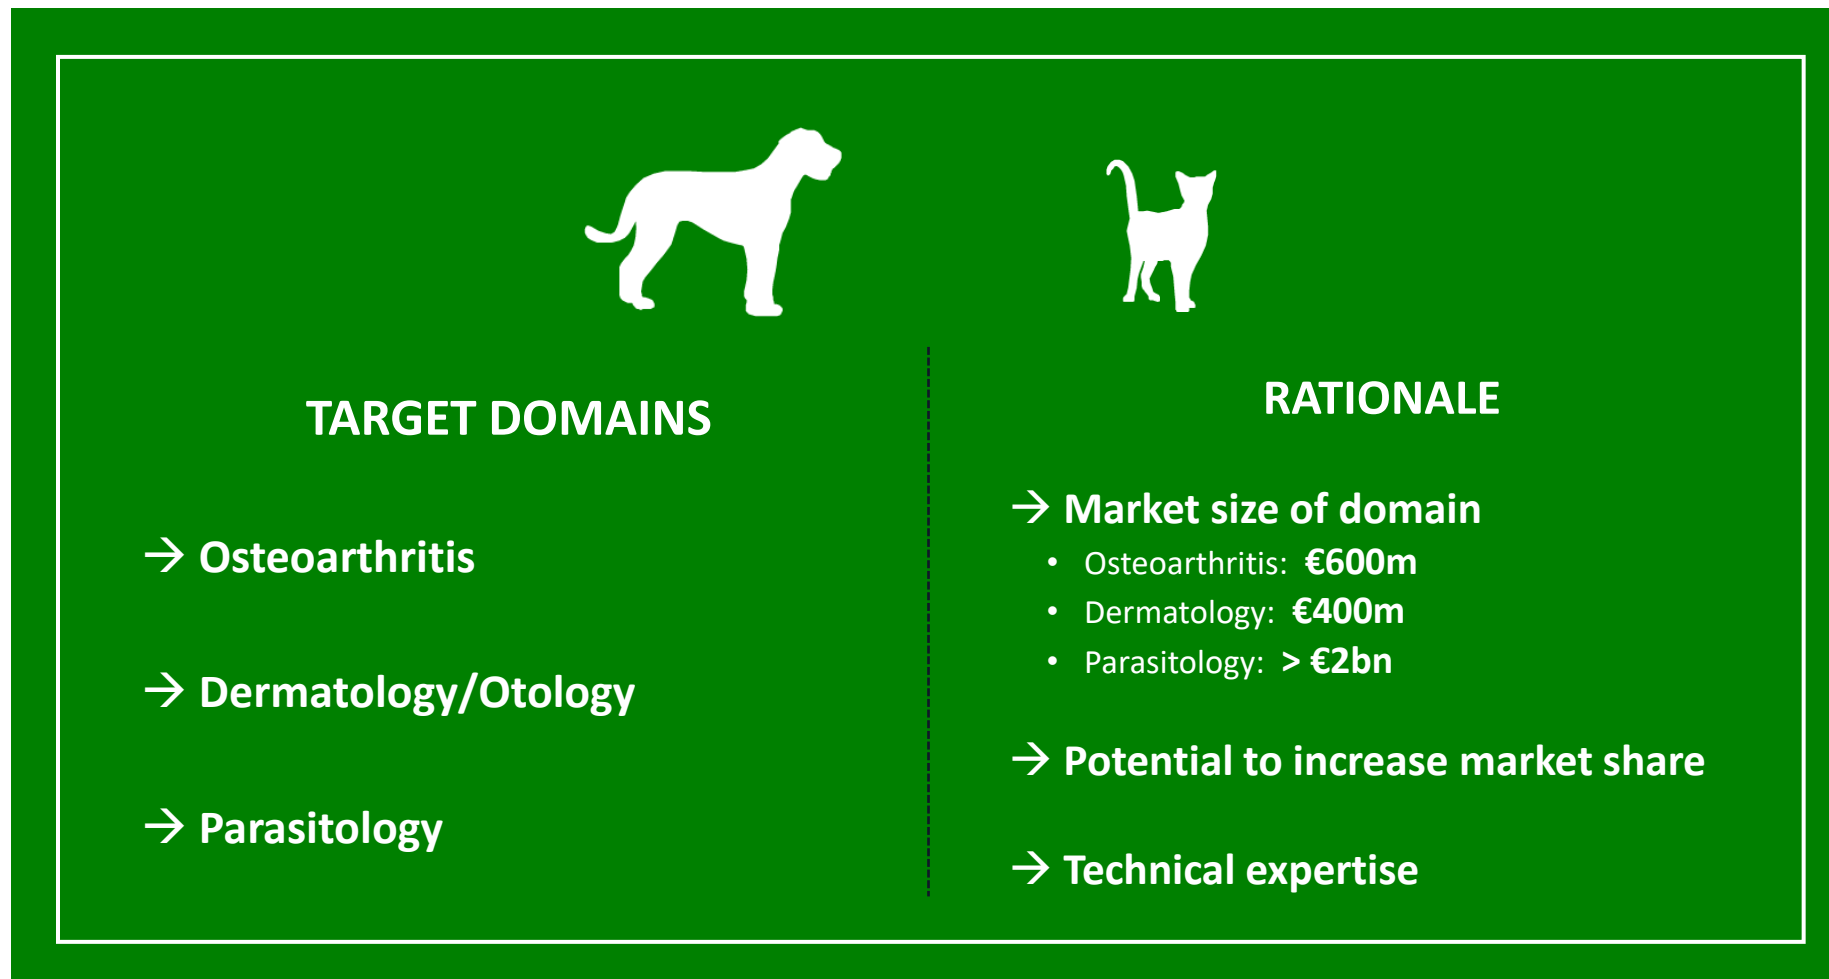 TARGET DOMAINS
→ Osteoarthritis
→ Dermatology/Otology
→ Parasitology
RATIONALE
→ Market size of domain
• Osteoarthritis: €600m
• Dermatology: €400m
• Parasitology: > €2bn
→ Potential to increase market share
→ Technical expertise